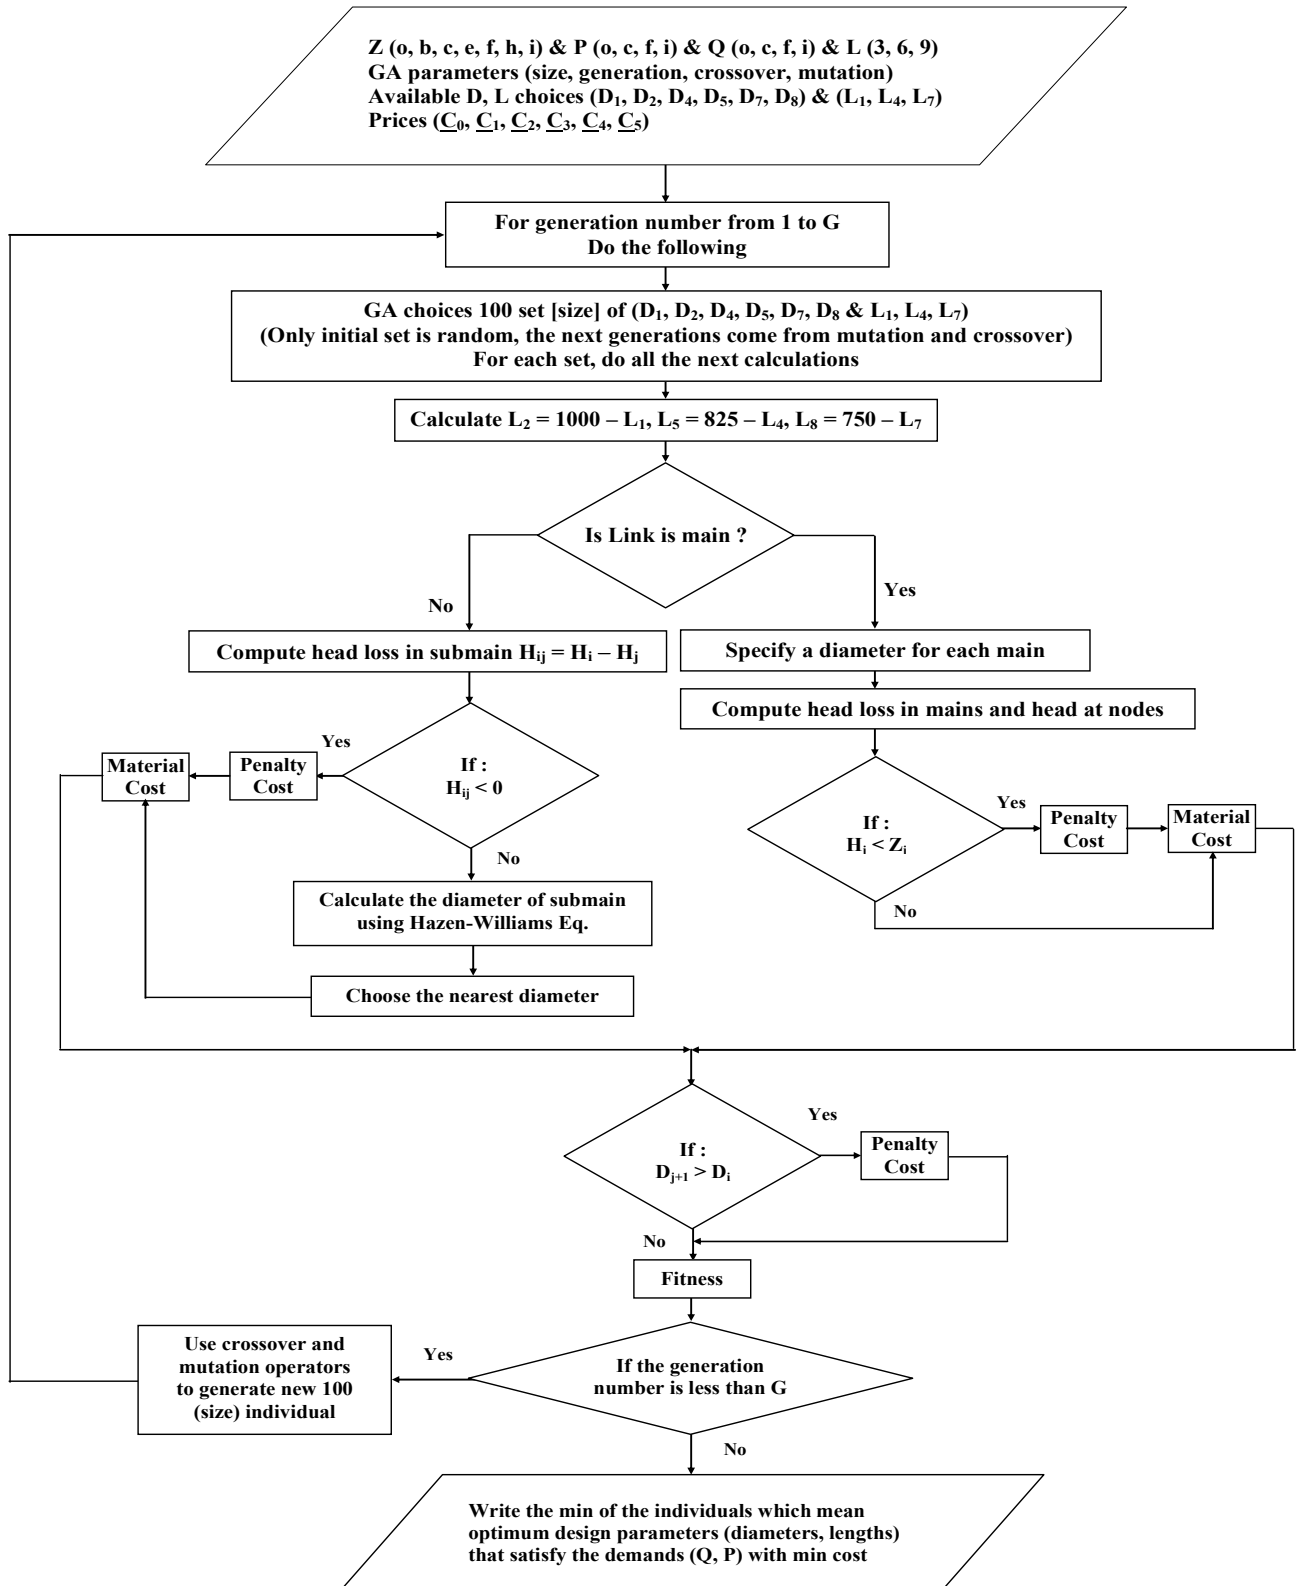 Z (o, b, c, e, f, h, i) & P (o, c, f, i) & Q (o, c, f, i) & L (3, 6, 9)
GA parameters (size, generation, crossover, mutation)
Available D, L choices (D₁, D₂, D₄, D₅, D₇, D₈) & (L₁, L₄, L₇)
Prices (C₀, C₁, C₂, C₃, C₄, C₅)
For generation number from 1 to G
Do the following
GA choices 100 set [size] of (D₁, D₂, D₄, D₅, D₇, D₈ & L₁, L₄, L₇)
(Only initial set is random, the next generations come from mutation and crossover)
For each set, do all the next calculations
Calculate L₂ = 1000 – L₁, L₅ = 825 – L₄, L₈ = 750 – L₇
Is Link is main ?
No
Yes
Compute head loss in submain Hᵢⱼ = Hᵢ – Hⱼ
Specify a diameter for each main
Compute head loss in mains and head at nodes
Yes
Material
Cost
Penalty
Cost
If :
Hᵢⱼ < 0
No
Yes
If :
Hᵢ < Zᵢ
Penalty
Cost
Material
Cost
No
Calculate the diameter of submain
using Hazen-Williams Eq.
Choose the nearest diameter
Yes
If :
Dⱼ₊₁ > Dᵢ
Penalty
Cost
No
Fitness
Use crossover and
mutation operators
to generate new 100
(size) individual
Yes
If the generation
number is less than G
No
Write the min of the individuals which mean
optimum design parameters (diameters, lengths)
that satisfy the demands (Q, P) with min cost